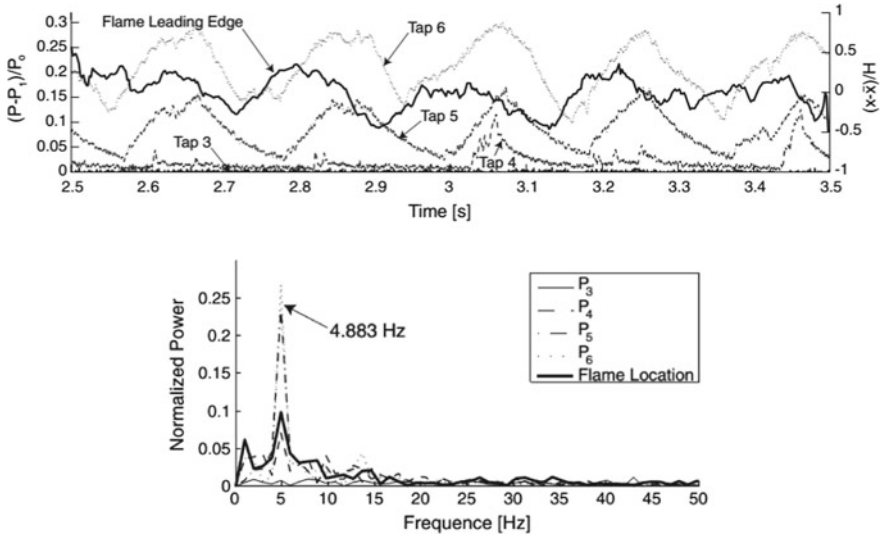 Flame Leading Edge
Tap 6
Tap 5
Tap 3
Tap 4
(P-P₁)/P₀
0.3
0.25
0.2
0.15
0.1
0.05
0
1
0.5
0
-0.5
-1
(x-x̄)/H
2.5 2.6 2.7 2.8 2.9 3 3.1 3.2 3.3 3.4 3.5
Time [s]
Normalized Power
0.25
0.2
0.15
0.1
0.05
0
4.883 Hz
P₃
P₄
P₅
P₆
Flame Location
0 5 10 15 20 25 30 35 40 45 50
Frequence [Hz]